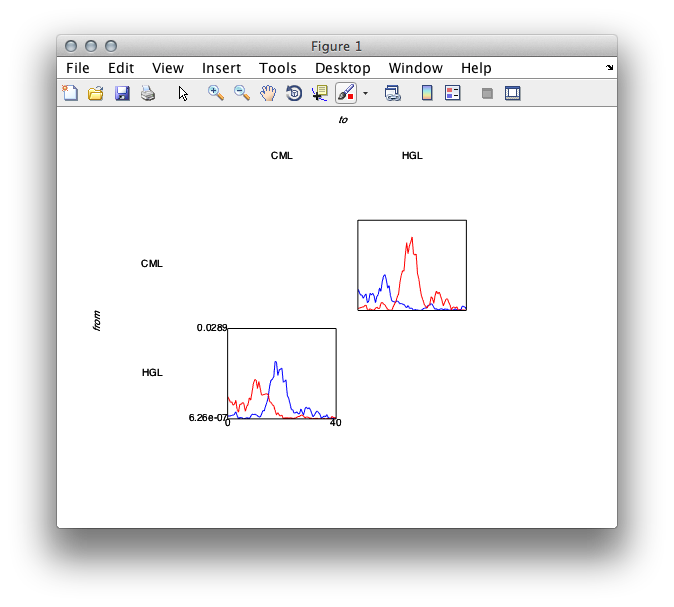 Figure 1
File Edit View Insert Tools Desktop Window Help
to
CML HGL
CML
from
0.0289
HGL
6.26e-07
0 40